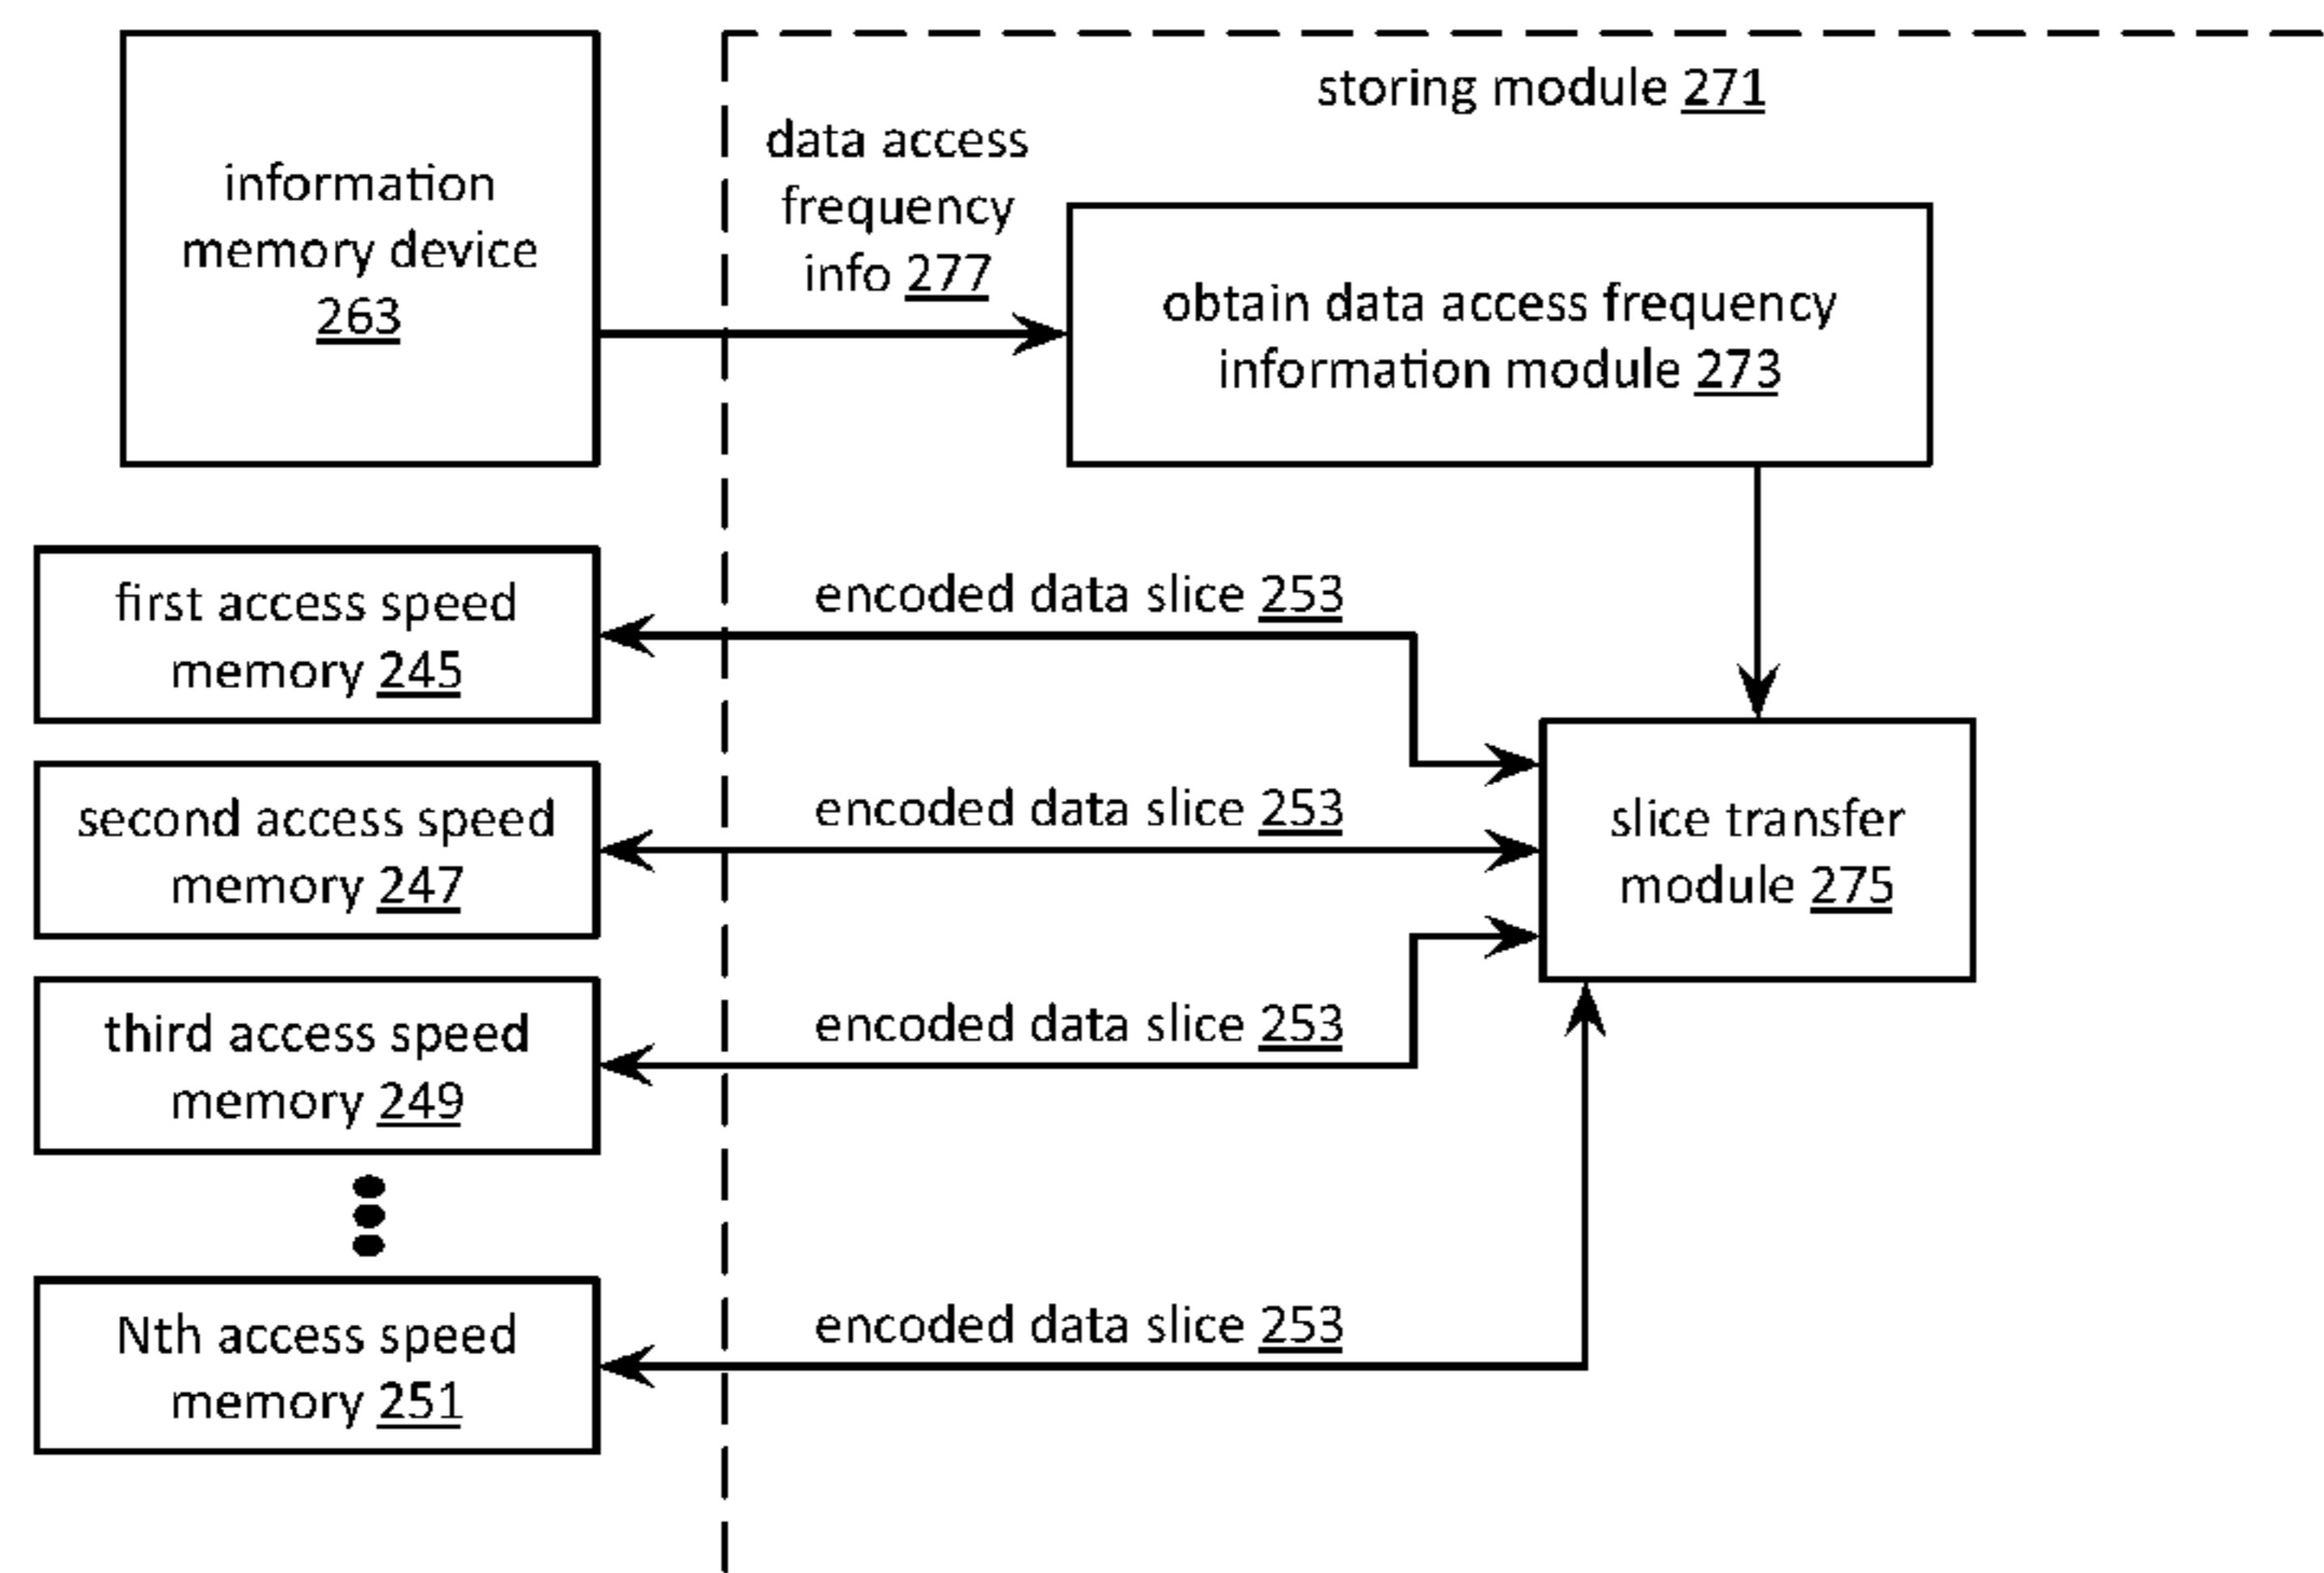 storing module 271
information
memory device
263
data access
frequency
info 277
obtain data access frequency
information module 273
first access speed
memory 245
encoded data slice 253
second access speed
memory 247
encoded data slice 253
slice transfer
module 275
third access speed
memory 249
encoded data slice 253
Nth access speed
memory 251
encoded data slice 253